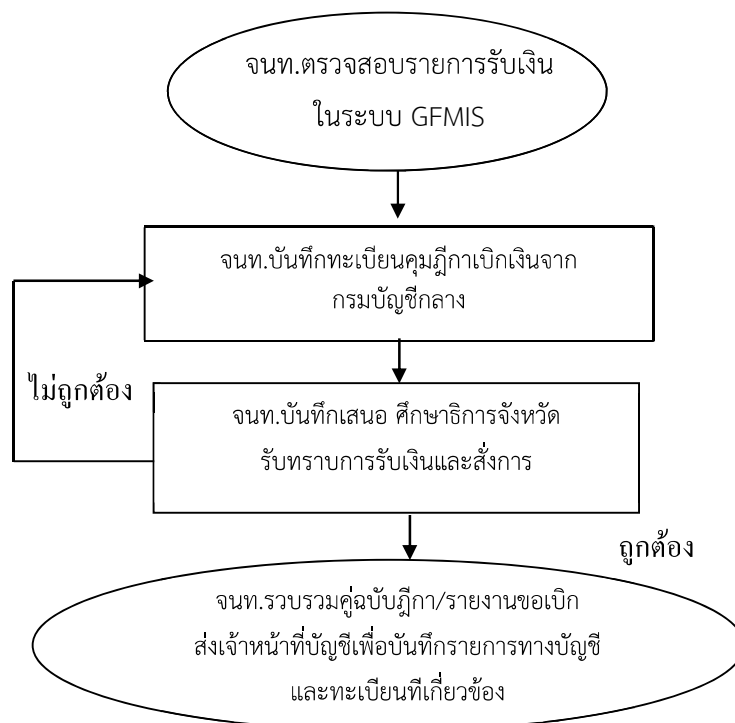 จนท.ตรวจสอบรายการรับเงิน
ในระบบ GFMIS
จนท.บันทึกทะเบียนคุมฎีกาเบิกเงินจาก
กรมบัญชีกลาง
ไม่ถูกต้อง
จนท.บันทึกเสนอ ศึกษาธิการจังหวัด
รับทราบการรับเงินและสั่งการ
ถูกต้อง
จนท.รวบรวมคู่ฉบับฎีกา/รายงานขอเบิก
ส่งเจ้าหน้าที่บัญชีเพื่อบันทึกรายการทางบัญชี
และทะเบียนทีเกี่ยวข้อง